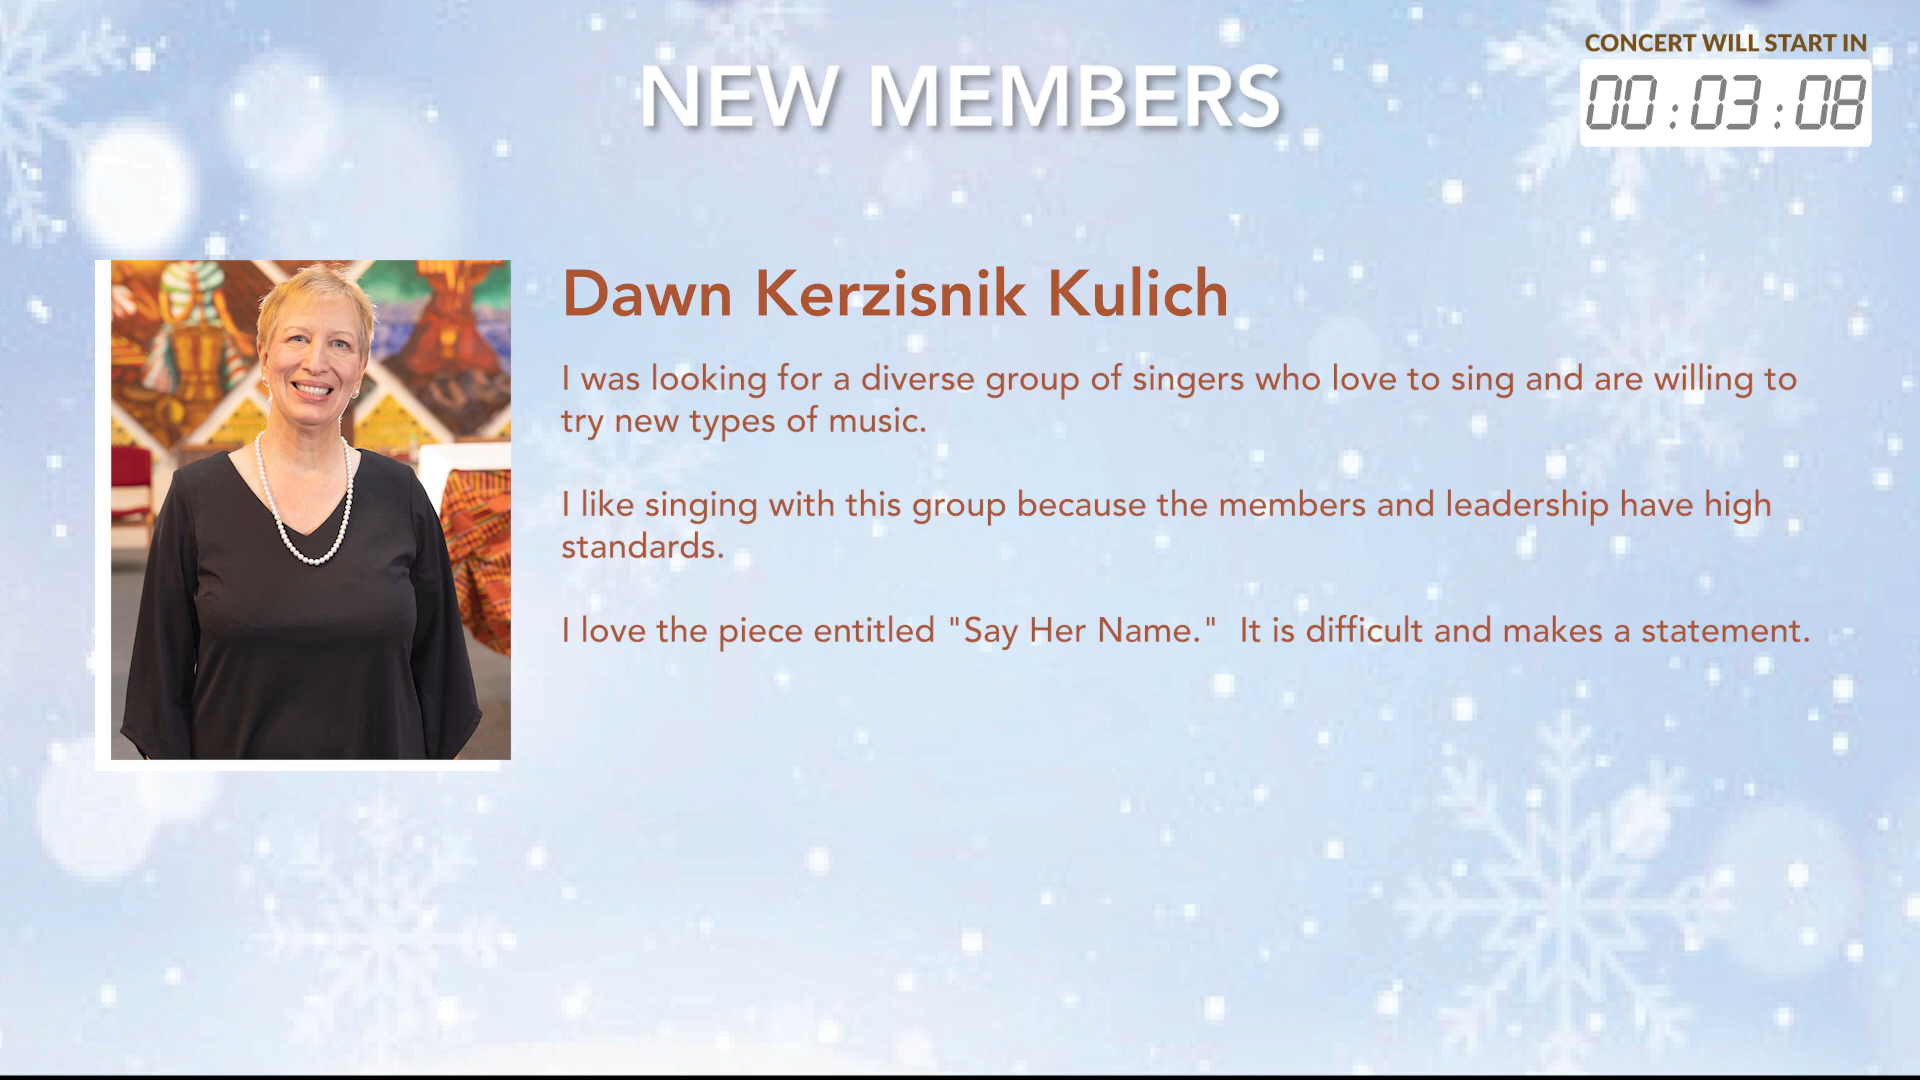 CONCERT WILL START IN
NEW MEMBERS
00:03:08
Dawn Kerzisnik Kulich
I was looking for a diverse group of singers who love to sing and are willing to
try new types of music.
I like singing with this group because the members and leadership have high
standards.
I love the piece entitled "Say Her Name."  It is difficult and makes a statement.